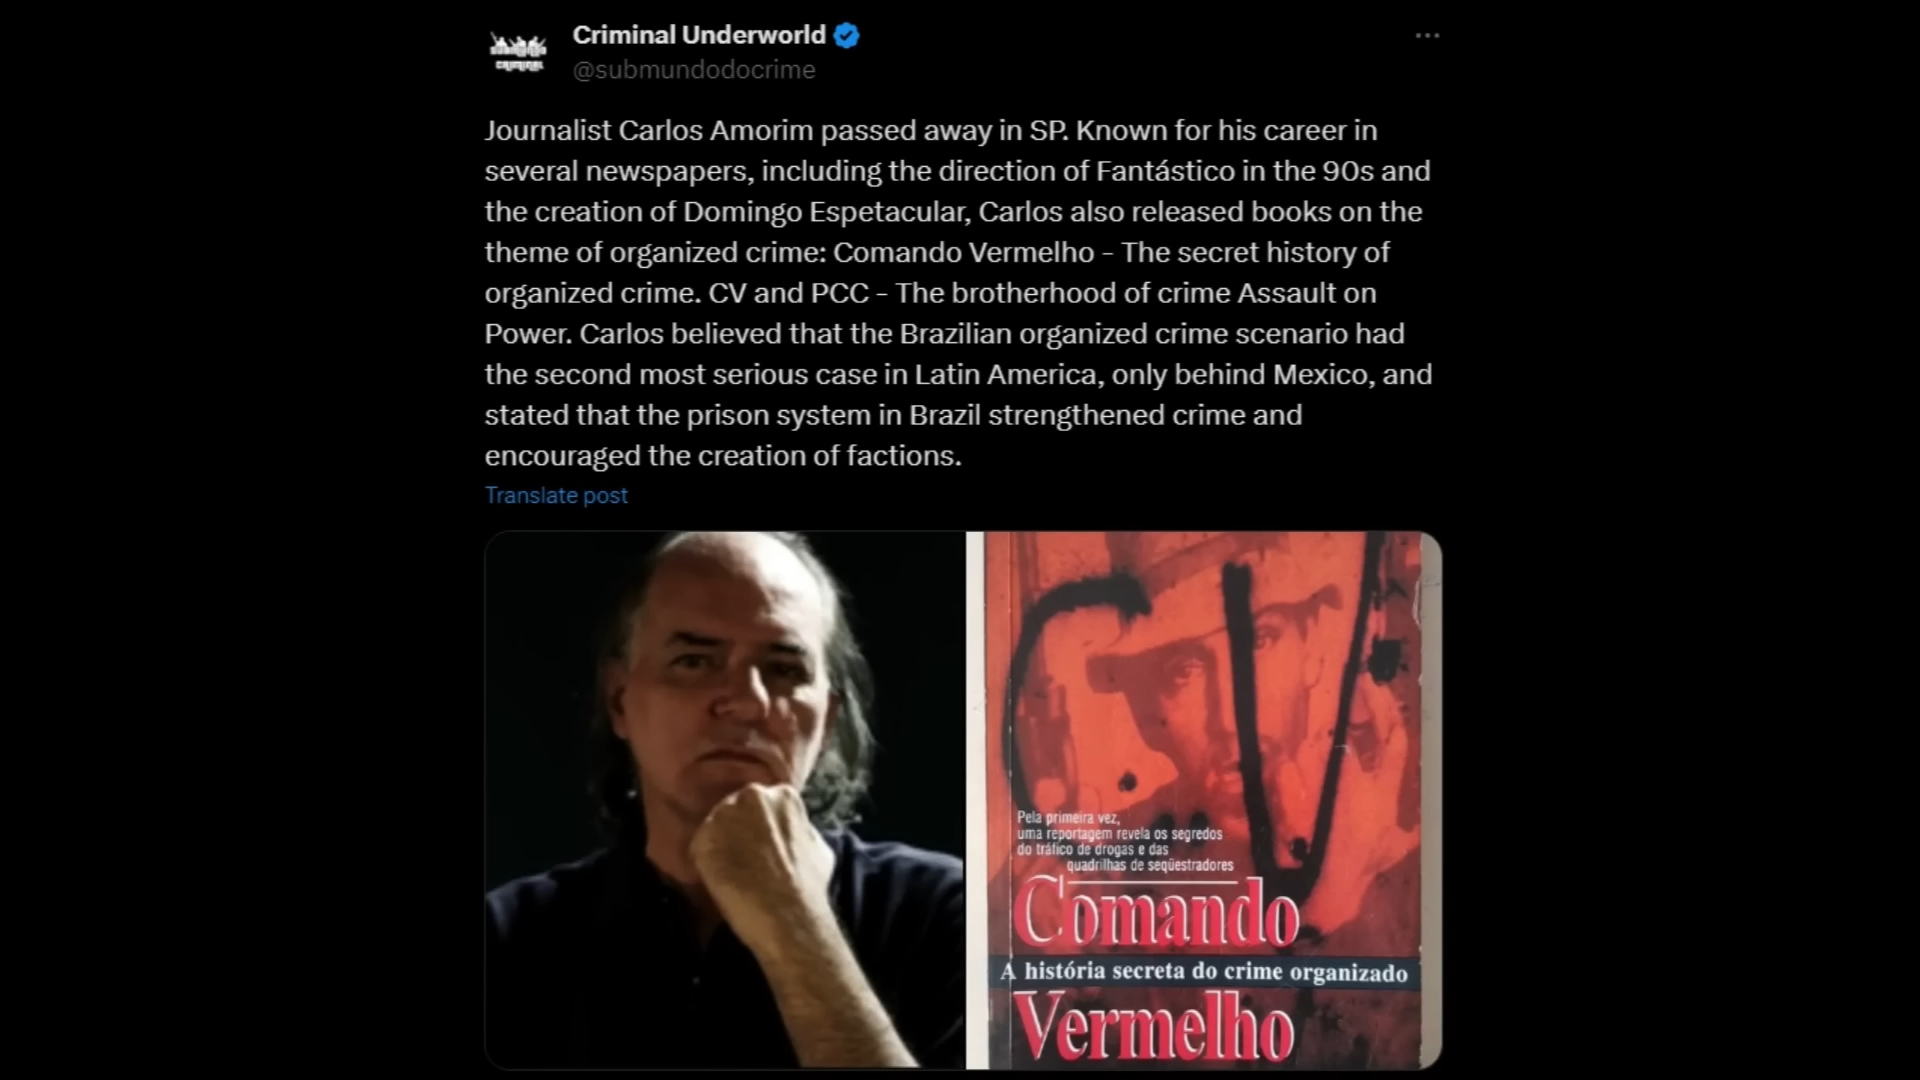 Criminal Underworld
@submundodocrime
CRIMINAL
Journalist Carlos Amorim passed away in SP. Known for his career in
several newspapers, including the direction of Fantástico in the 90s and
the creation of Domingo Espetacular, Carlos also released books on the
theme of organized crime: Comando Vermelho - The secret history of
organized crime. CV and PCC - The brotherhood of crime Assault on
Power. Carlos believed that the Brazilian organized crime scenario had
the second most serious case in Latin America, only behind Mexico, and
stated that the prison system in Brazil strengthened crime and
encouraged the creation of factions.
Translate post
CV
Pela primeira vez,
uma reportagem revela os segredos
do tráfico de drogas e das
quadrilhas de seqüestradores
Comando
A história secreta do crime organizado
Vermelho